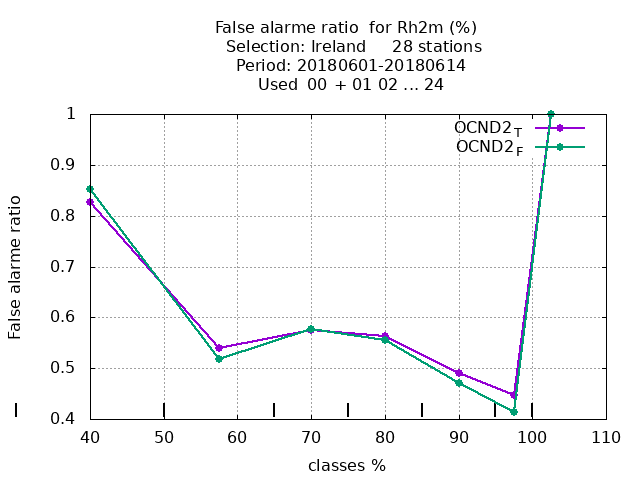 False alarme ratio  for Rh2m (%)
Selection: Ireland     28 stations
Period: 20180601-20180614
Used  00  + 01 02 ... 24
OCND2T
OCND2F
1
0.9
0.8
0.7
0.6
0.5
0.4
False alarme ratio
40 50 60 70 80 90 100 110
classes %